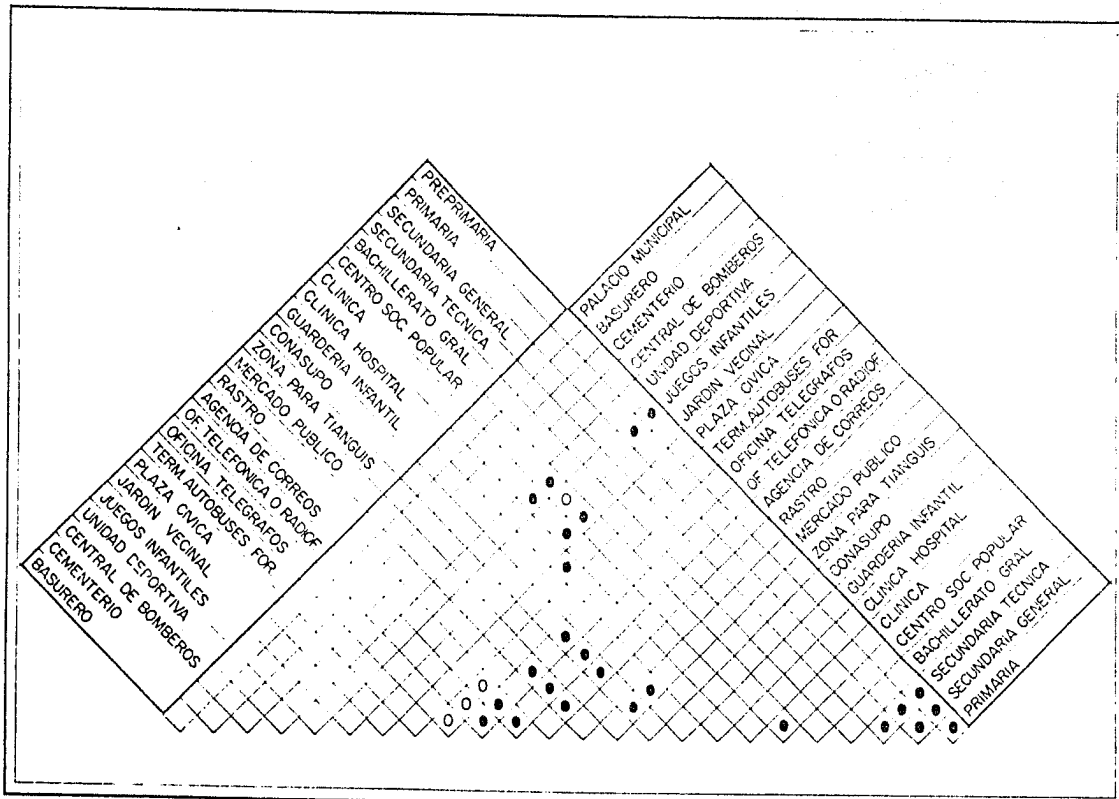 PREPRIMARIA
PRIMARIA
SECUNDARIA GENERAL
SECUNDARIA TECNICA
BACHILLERATO GRAL
CENTRO SOC POPULAR
CLINICA
CLINICA HOSPITAL
GUARDERIA INFANTIL
CONASUPO
ZONA PARA TIANGUIS
MERCADO PUBLICO
RASTRO
AGENCIA DE CORREOS
OF TELEFONICA O RADIOF
OFICINA TELEGRAFOS
TERM.AUTOBUSES FOR
PLAZA CIVICA
JARDIN VECINAL
JUEGOS INFANTILES
UNIDAD DEPORTIVA
CENTRAL DE BOMBEROS
CEMENTERIO
BASURERO
PALACIO MUNICIPAL
BASURERO
CEMENTERIO
CENTRAL DE BOMBEROS
UNIDAD DEPORTIVA
JUEGOS INFANTILES
JARDIN VECINAL
PLAZA CIVICA
TERM.AUTOBUSES FOR
OFICINA TELEGRAFOS
OF TELEFONICA O RADIOF
AGENCIA DE CORREOS
RASTRO
MERCADO PUBLICO
ZONA PARA TIANGUIS
CONASUPO
GUARDERIA INFANTIL
CLINICA HOSPITAL
CLINICA
CENTRO SOC POPULAR
BACHILLERATO GRAL
SECUNDARIA TECNICA
SECUNDARIA GENERAL
PRIMARIA